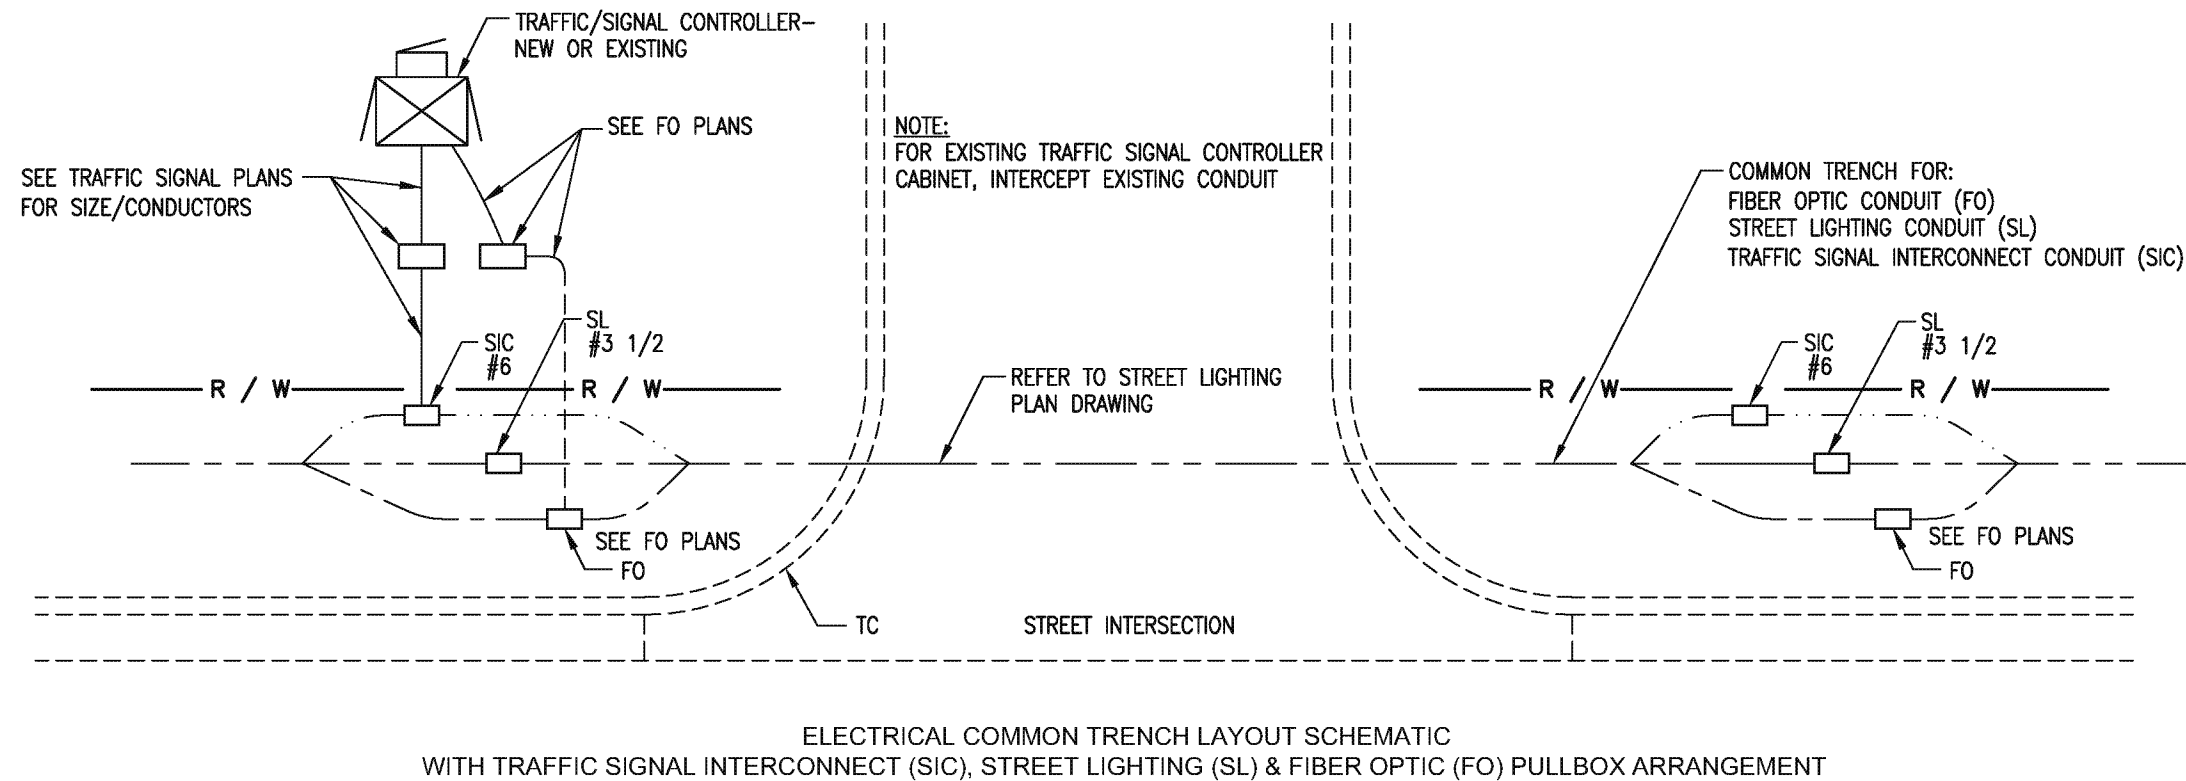 TRAFFIC/SIGNAL CONTROLLER-
NEW OR EXISTING
SEE FO PLANS
SEE TRAFFIC SIGNAL PLANS
FOR SIZE/CONDUCTORS
NOTE:
FOR EXISTING TRAFFIC SIGNAL CONTROLLER
CABINET, INTERCEPT EXISTING CONDUIT
COMMON TRENCH FOR:
FIBER OPTIC CONDUIT (FO)
STREET LIGHTING CONDUIT (SL)
TRAFFIC SIGNAL INTERCONNECT CONDUIT (SIC)
SL
#3 1/2
SIC
#6
R / W
R / W
REFER TO STREET LIGHTING
PLAN DRAWING
SL
#3 1/2
SIC
#6
R / W
R / W
SEE FO PLANS
FO
SEE FO PLANS
FO
TC
STREET INTERSECTION
ELECTRICAL COMMON TRENCH LAYOUT SCHEMATIC
WITH TRAFFIC SIGNAL INTERCONNECT (SIC), STREET LIGHTING (SL) & FIBER OPTIC (FO) PULLBOX ARRANGEMENT